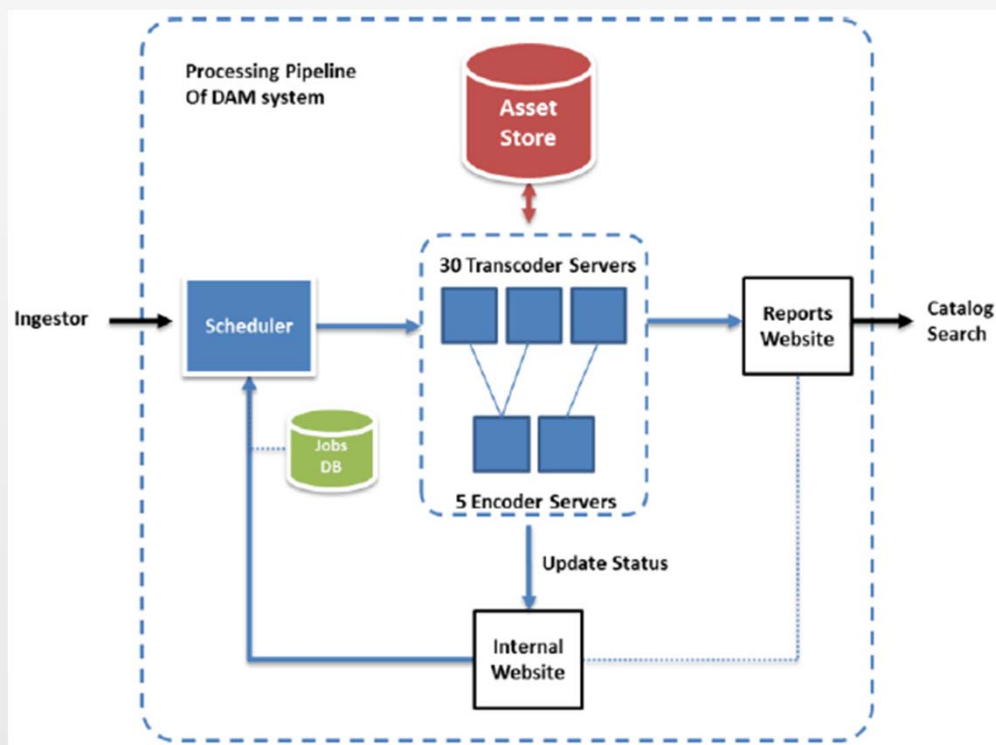 Processing Pipeline
Of DAM system
Asset
Store
30 Transcoder Servers
Ingestor
Scheduler
Reports
Website
Catalog
Search
Jobs
DB
5 Encoder Servers
Update Status
Internal
Website